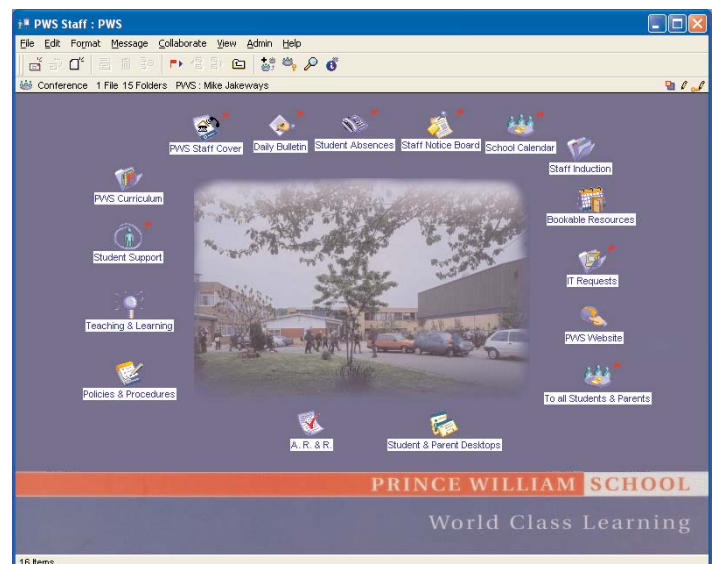 PWS Staff : PWS
File Edit Format Message Collaborate View Admin Help
Conference 1 File 15 Folders PWS : Mike Jakeways
PWS Staff Cover
Daily Bulletin
Student Absences
Staff Notice Board
School Calendar
Staff Induction
PWS Curriculum
Bookable Resources
Student Support
IT Requests
Teaching & Learning
PWS Website
Policies & Procedures
To all Students & Parents
A. R. & R.
Student & Parent Desktops
PRINCE WILLIAM SCHOOL
World Class Learning
16 Items